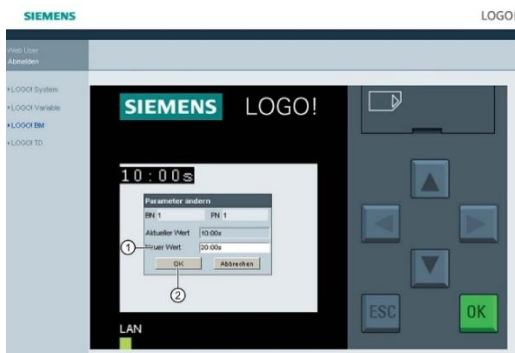 SIEMENS
LOGO!
Web User
Abmelden
LOGO! System
LOGO! Variable
LOGO! BM
LOGO! TD
SIEMENS LOGO!
10:00s
Parameter ändern
BN 1 PN 1
Aktueller Wert 10:00s
1 Neuer Wert 20:00s
OK Abbrechen
2
ESC OK
LAN